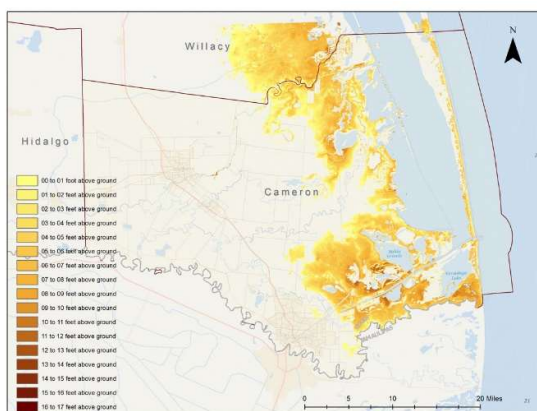 N
Willacy
Hidalgo
Cameron
00 to 01 foot above ground
01 to 02 feet above ground
02 to 03 feet above ground
03 to 04 feet above ground
04 to 05 feet above ground
05 to 06 feet above ground
06 to 07 feet above ground
07 to 08 feet above ground
08 to 09 feet above ground
09 to 10 feet above ground
10 to 11 feet above ground
11 to 12 feet above ground
12 to 13 feet above ground
13 to 14 feet above ground
14 to 15 feet above ground
15 to 16 feet above ground
16 to 17 feet above ground
0
5
10
20 Miles